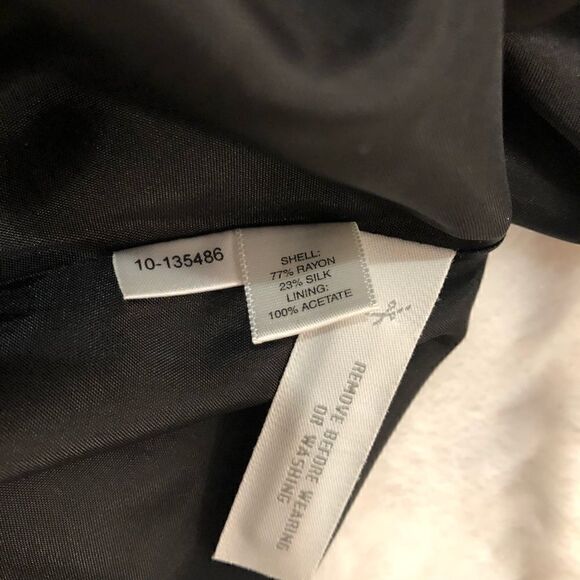 10-135486
SHELL:
77% RAYON
23% SILK
LINING:
100% ACETATE
REMOVE BEFORE WEARING
OR WASHING